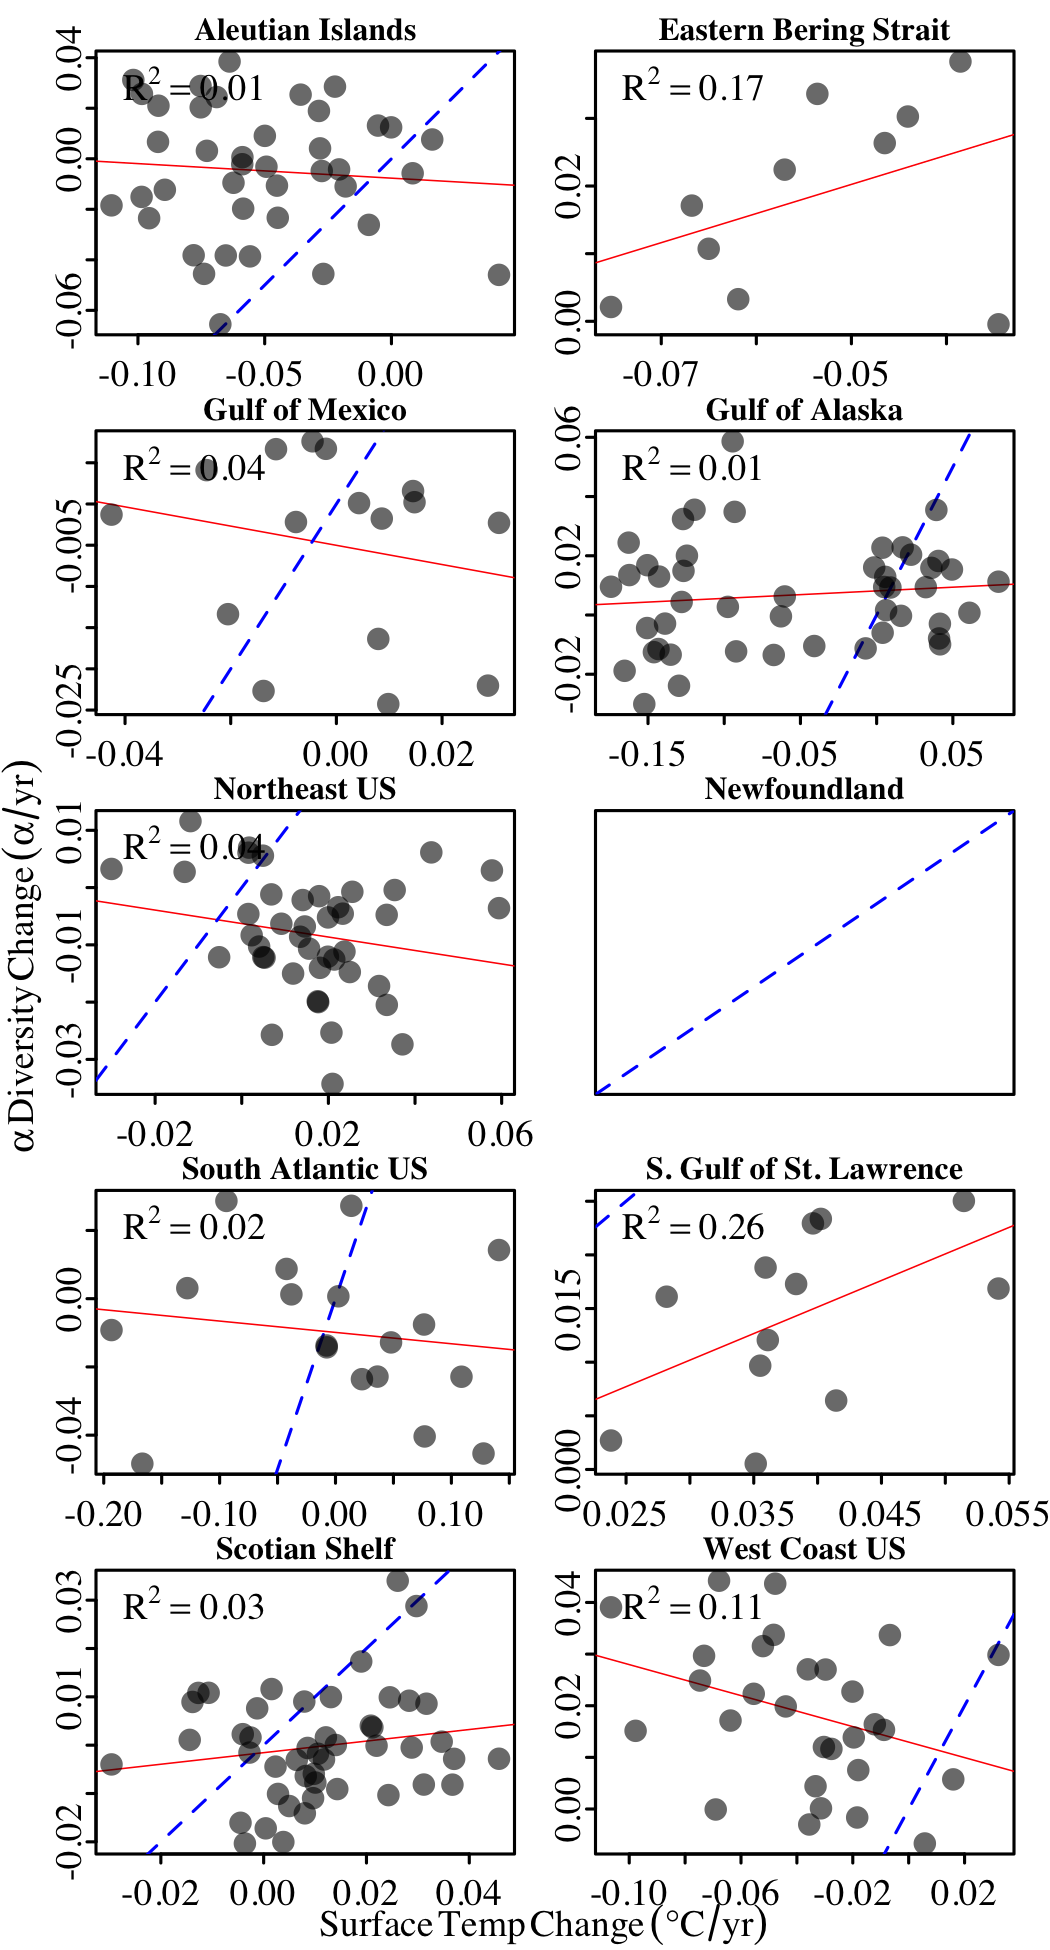 Aleutian Islands
R² = 0.01
0.04
0.00
-0.06
-0.10 -0.05 0.00
Eastern Bering Strait
R² = 0.17
0.02
0.00
-0.07 -0.05
Gulf of Mexico
R² = 0.04
-0.005
-0.025
-0.04 0.00 0.02
Gulf of Alaska
R² = 0.01
0.06
0.02
-0.02
-0.15 -0.05 0.05
Northeast US
R² = 0.04
0.01
-0.01
-0.03
-0.02 0.02 0.06
Newfoundland
α Diversity Change (α/yr)
South Atlantic US
R² = 0.02
0.00
-0.04
-0.20 -0.10 0.00 0.10
S. Gulf of St. Lawrence
R² = 0.26
0.015
0.000
0.025 0.035 0.045 0.055
Scotian Shelf
R² = 0.03
0.03
0.01
-0.02
-0.02 0.00 0.02 0.04
West Coast US
R² = 0.11
0.04
0.02
0.00
-0.10 -0.06 -0.02 0.02
Surface Temp Change (°C/yr)